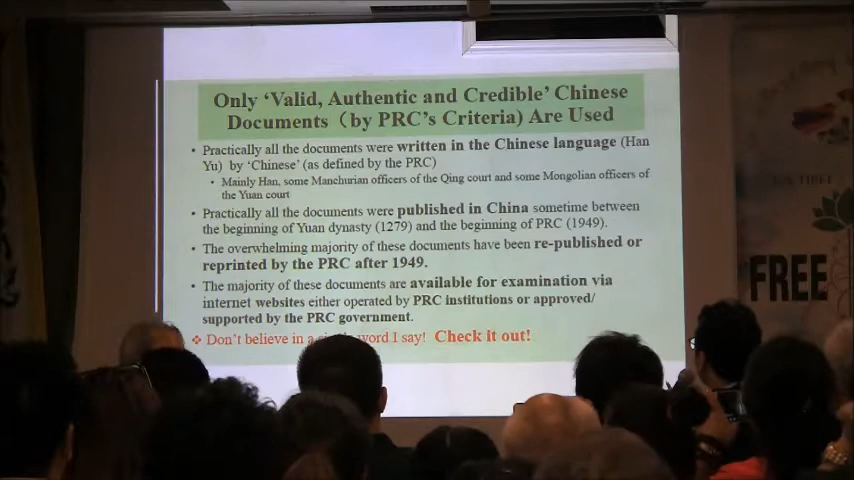 Only ‘Valid, Authentic and Credible’ Chinese
Documents (by PRC’s Criteria) Are Used
• Practically all the documents were written in the Chinese language (Han
Yu) by ‘Chinese’ (as defined by the PRC)
• Mainly Han, some Manchurian officers of the Qing court and some Mongolian officers of
the Yuan court
• Practically all the documents were published in China sometime between
the beginning of Yuan dynasty (1279) and the beginning of PRC (1949).
• The overwhelming majority of these documents have been re-published or
reprinted by the PRC after 1949.
• The majority of these documents are available for examination via
internet websites either operated by PRC institutions or approved/
supported by the PRC government.
❖ Don’t believe in a word I say! Check it out!
FREE